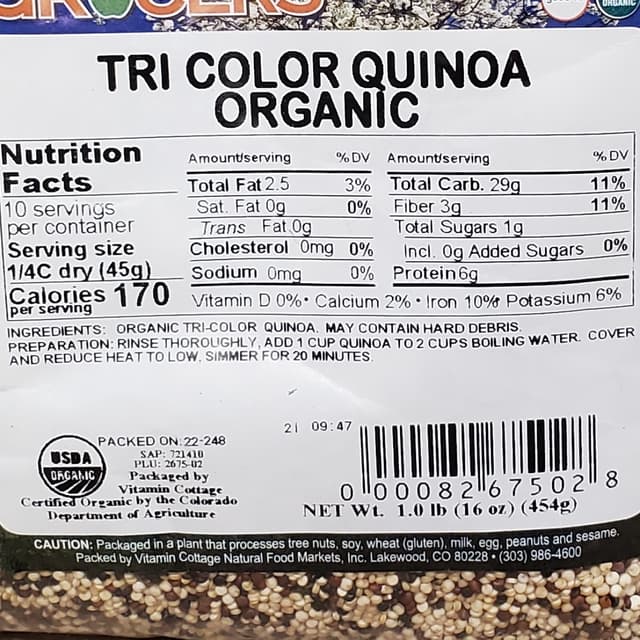 GROCERS
ORGANIC
TRI COLOR QUINOA
ORGANIC
Nutrition
Facts
10 servings
per container
Serving size
1/4C dry (45g)
Calories 170
per serving
Amount/serving %DV
Total Fat 2.5 3%
Sat. Fat 0g 0%
Trans Fat 0g
Cholesterol 0mg 0%
Sodium 0mg 0%
Amount/serving %DV
Total Carb. 29g 11%
Fiber 3g 11%
Total Sugars 1g
Incl. 0g Added Sugars 0%
Protein 6g
Vitamin D 0% • Calcium 2% • Iron 10% Potassium 6%
INGREDIENTS: ORGANIC TRI-COLOR QUINOA. MAY CONTAIN HARD DEBRIS.
PREPARATION: RINSE THOROUGHLY, ADD 1 CUP QUINOA TO 2 CUPS BOILING WATER. COVER
AND REDUCE HEAT TO LOW, SIMMER FOR 20 MINUTES.
21 09:47
PACKED ON: 22-248
SAP: 721410
PLU: 2675-02
Packaged by
Vitamin Cottage
Certified Organic by the Colorado
Department of Agriculture
USDA
ORGANIC
0 00082 67502 8
NET Wt. 1.0 lb (16 oz) (454g)
CAUTION: Packaged in a plant that processes tree nuts, soy, wheat (gluten), milk, egg, peanuts and sesame.
Packed by Vitamin Cottage Natural Food Markets, Inc. Lakewood, CO 80228 • (303) 986-4600